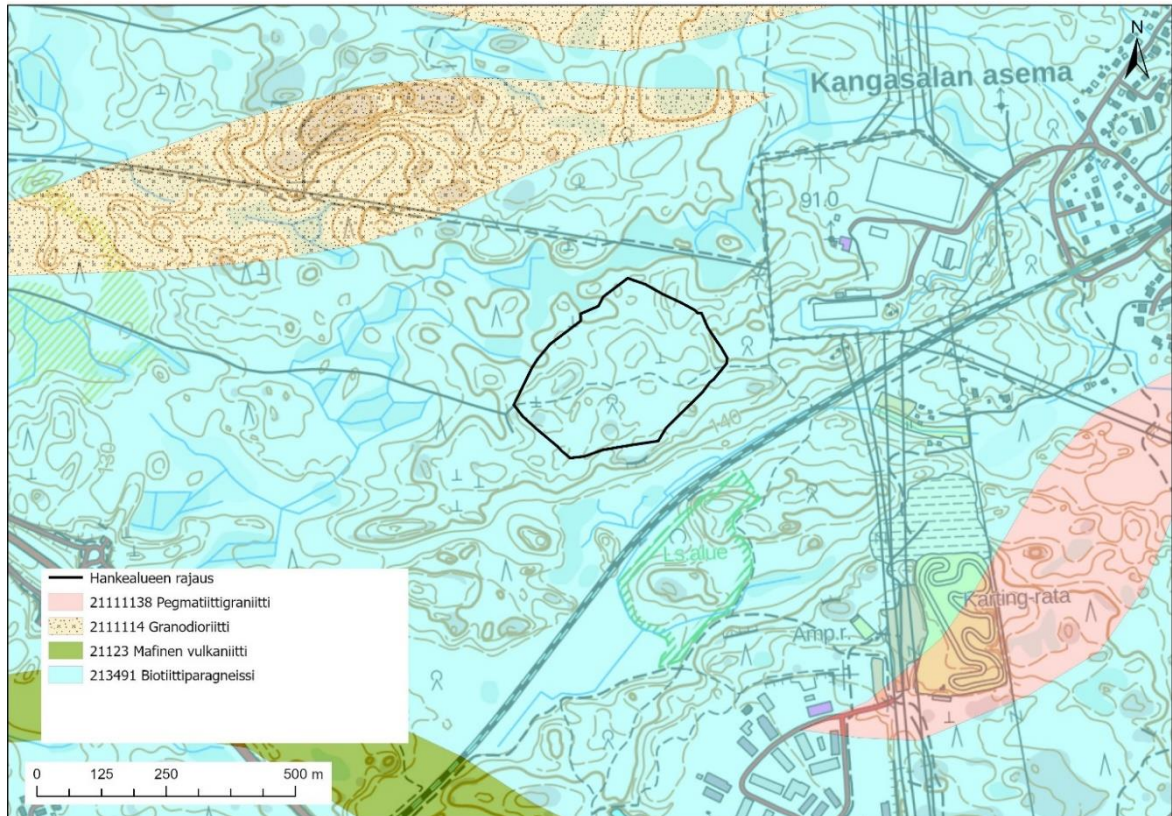 N
Kangasalan asema
91.0
140
Ls.alue
Karting-rata
Amp.r.
Hankealueen rajaus
21111138 Pegmatiittigraniitti
2111114 Granodioriitti
21123 Mafinen vulkaniitti
213491 Biotiittiparagneissi
0 125 250 500 m